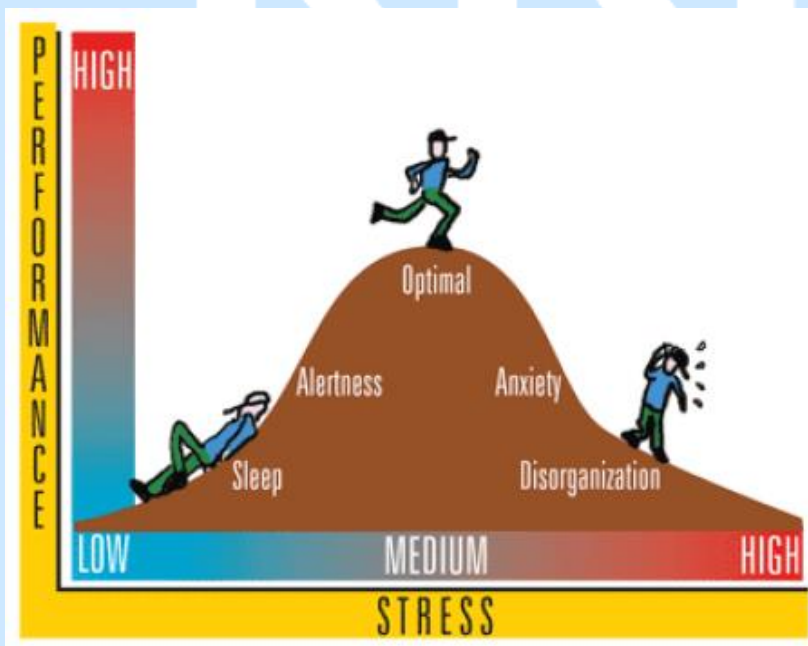 PERFORMANCE
HIGH
Optimal
Alertness
Anxiety
Sleep
Disorganization
LOW
MEDIUM
HIGH
STRESS